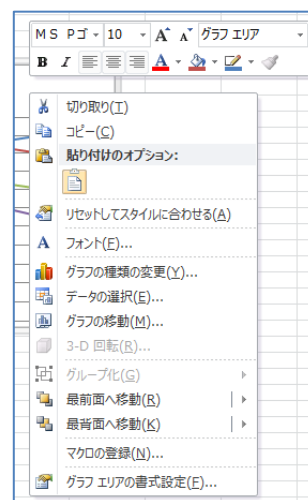 MS Pゴ 10 A A グラフ エリア
B I A
切り取り(T)
コピー(C)
貼り付けのオプション:
リセットしてスタイルに合わせる(A)
A フォント(F)...
グラフの種類の変更(Y)...
データの選択(E)...
グラフの移動(M)...
3-D 回転(R)...
グループ化(G)
最前面へ移動(R)
最背面へ移動(K)
マクロの登録(N)...
グラフ エリアの書式設定(F)...